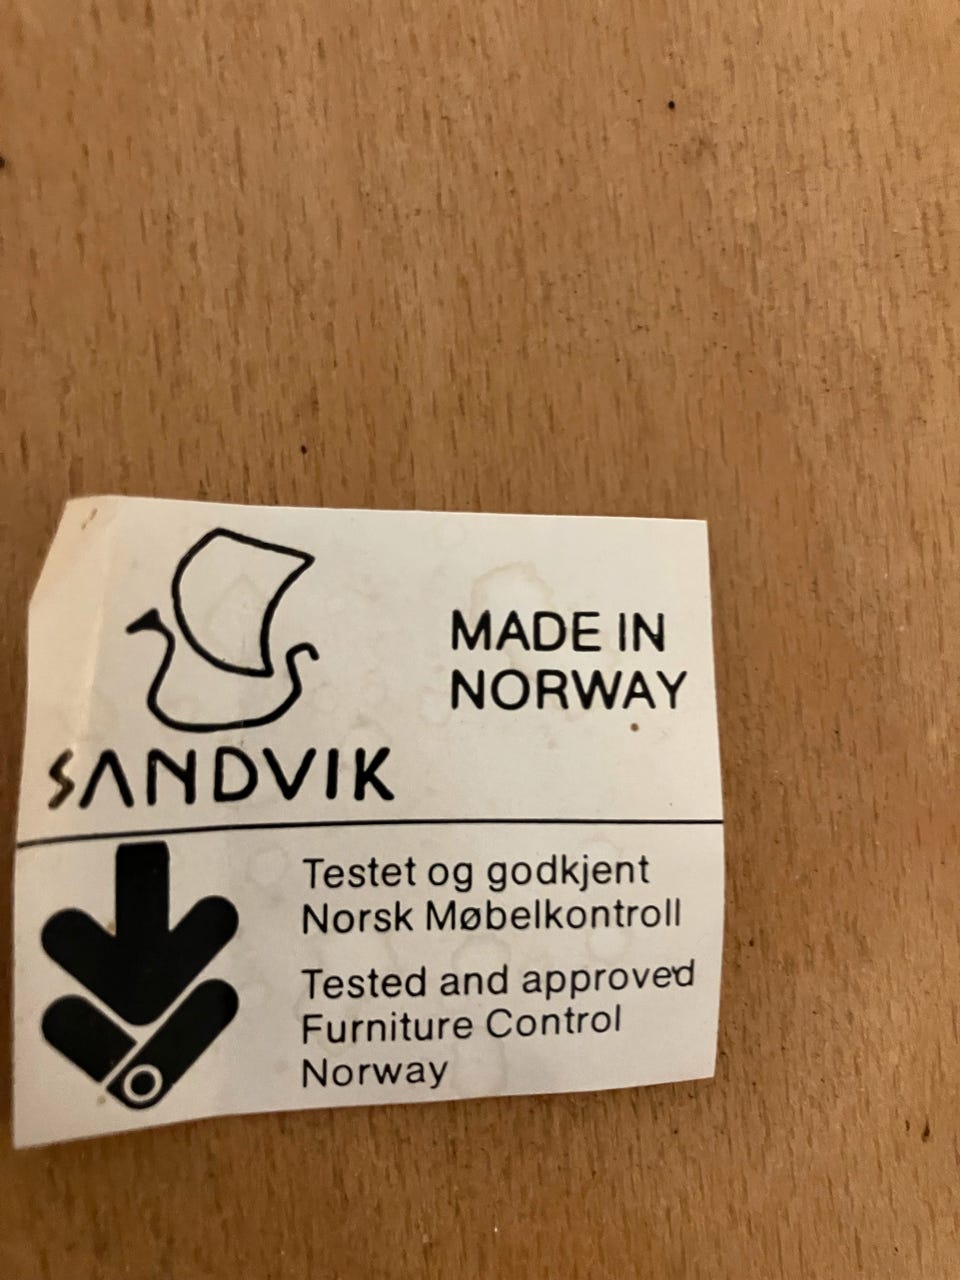 MADE IN
NORWAY
SANDVIK
Testet og godkjent
Norsk Møbelkontroll
Tested and approved
Furniture Control
Norway